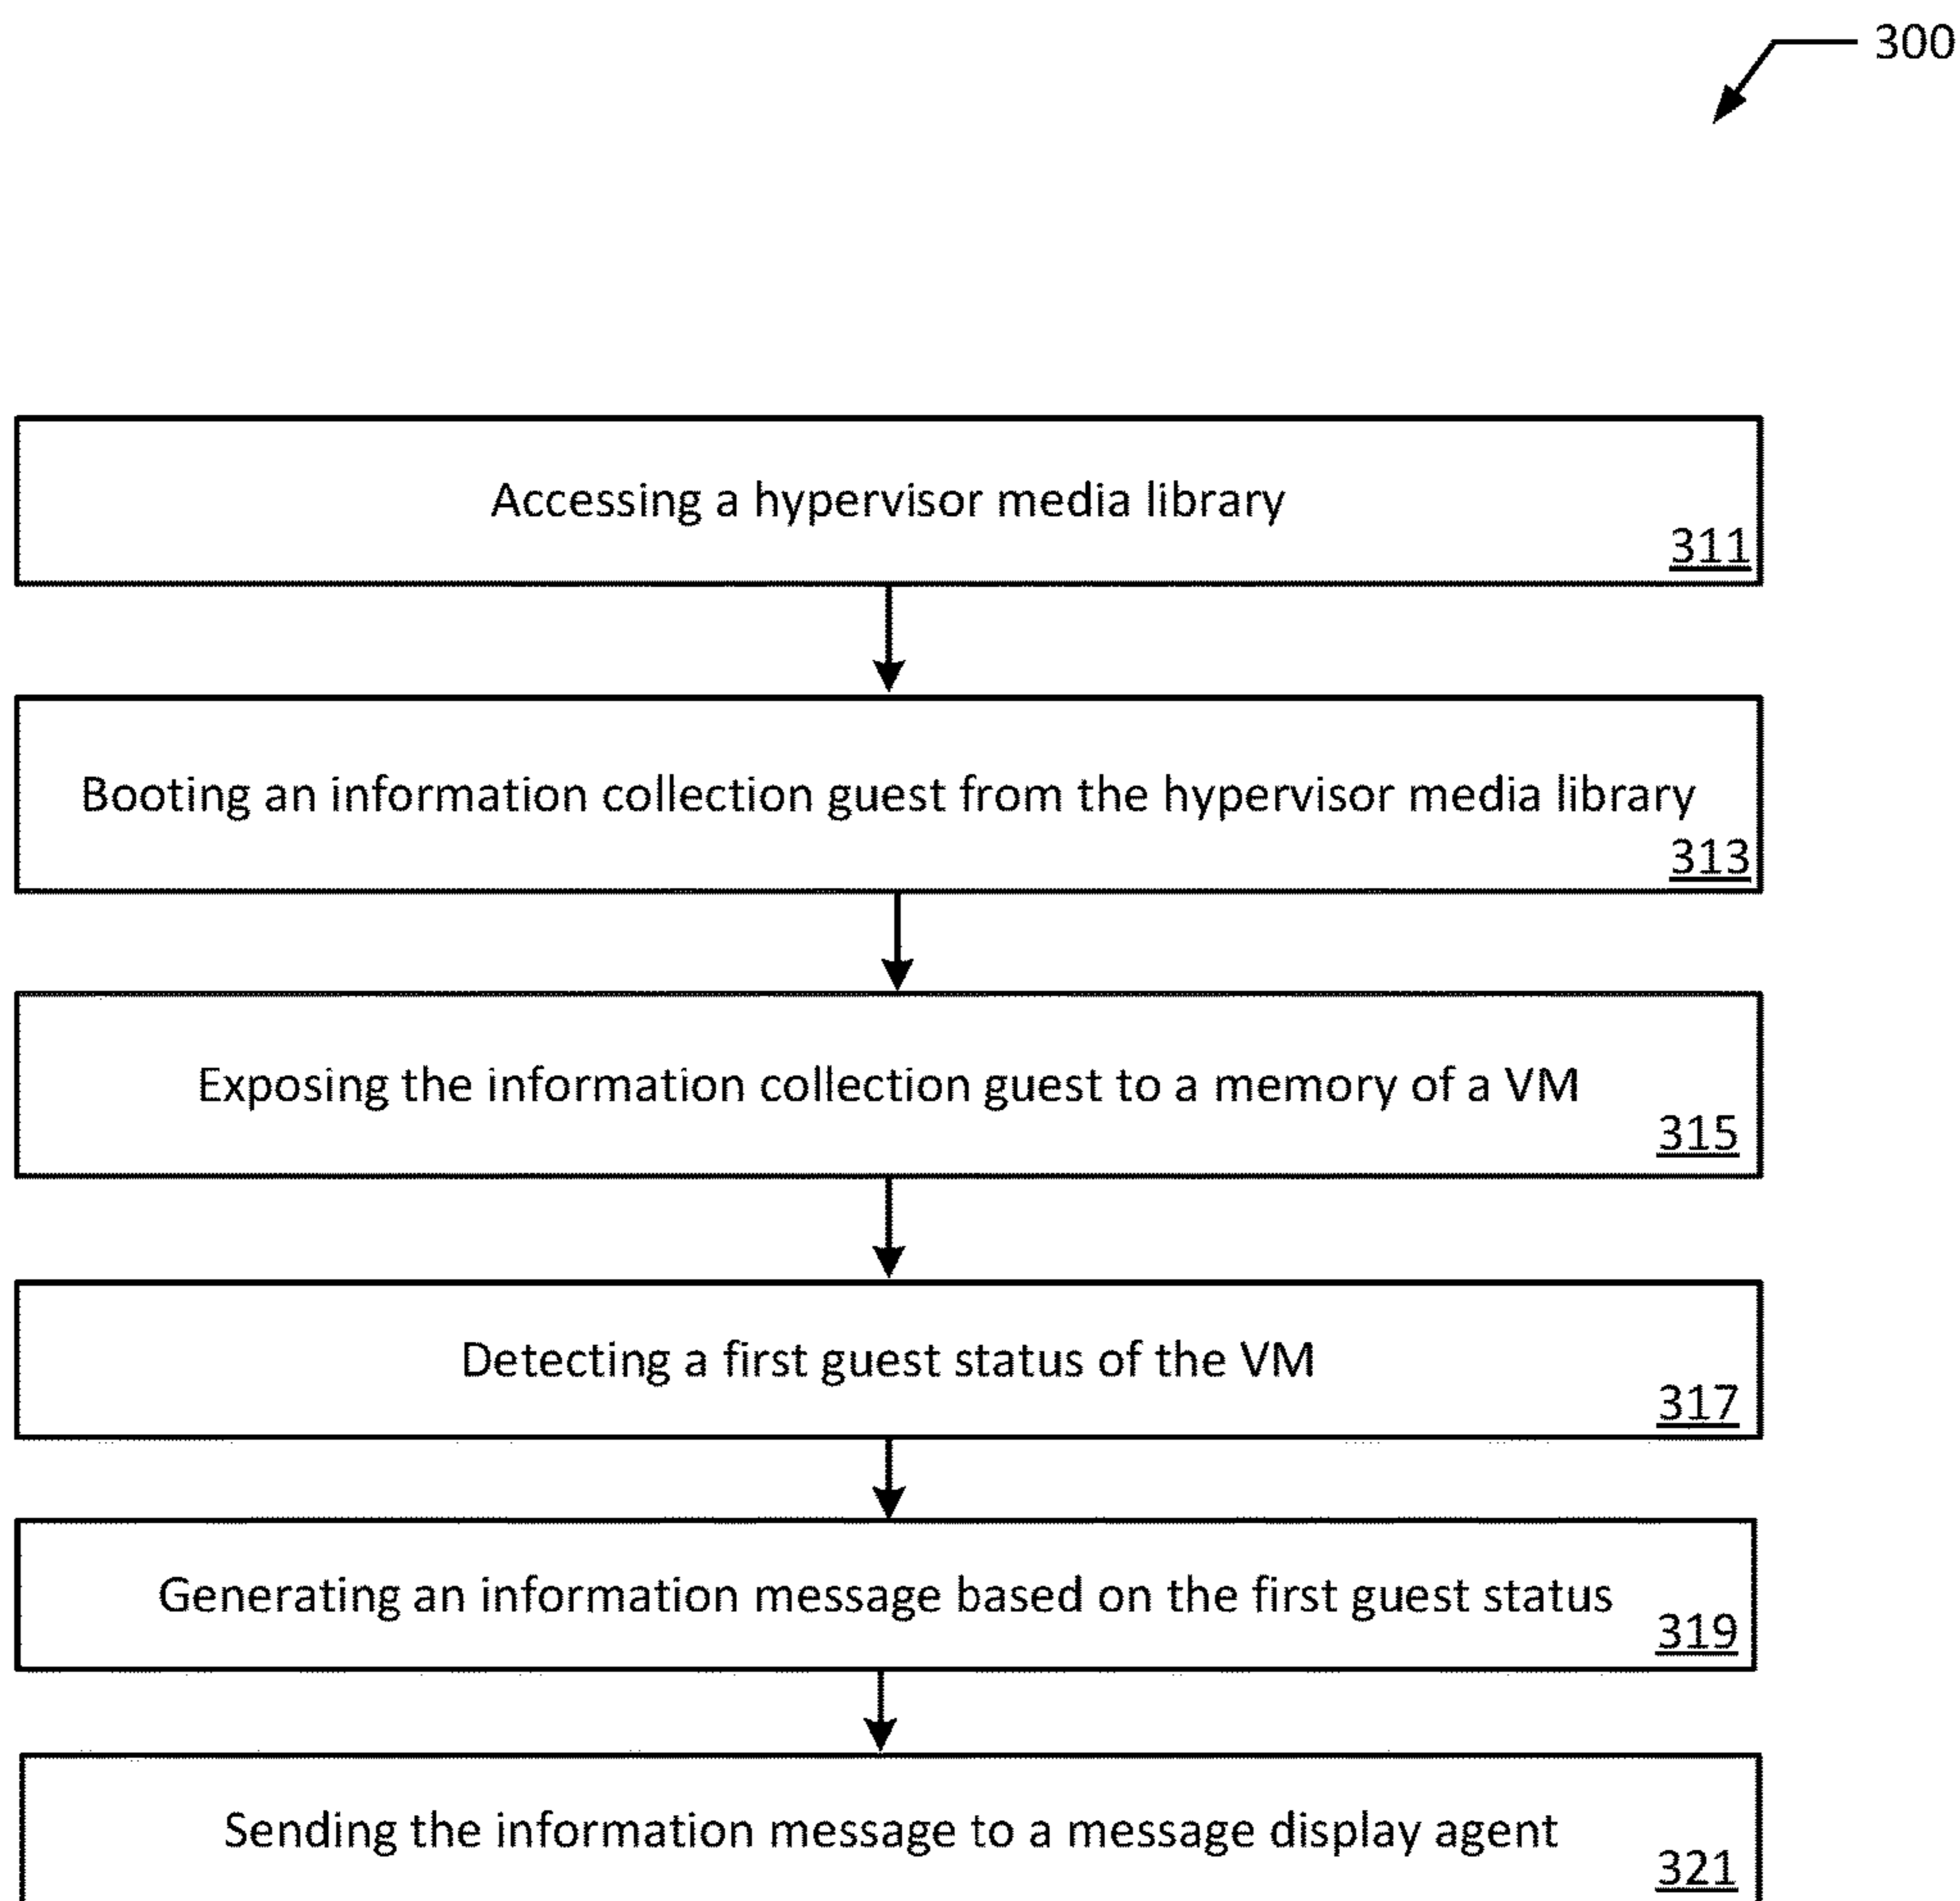 300
Accessing a hypervisor media library
311
Booting an information collection guest from the hypervisor media library
313
Exposing the information collection guest to a memory of a VM
315
Detecting a first guest status of the VM
317
Generating an information message based on the first guest status
319
Sending the information message to a message display agent
321